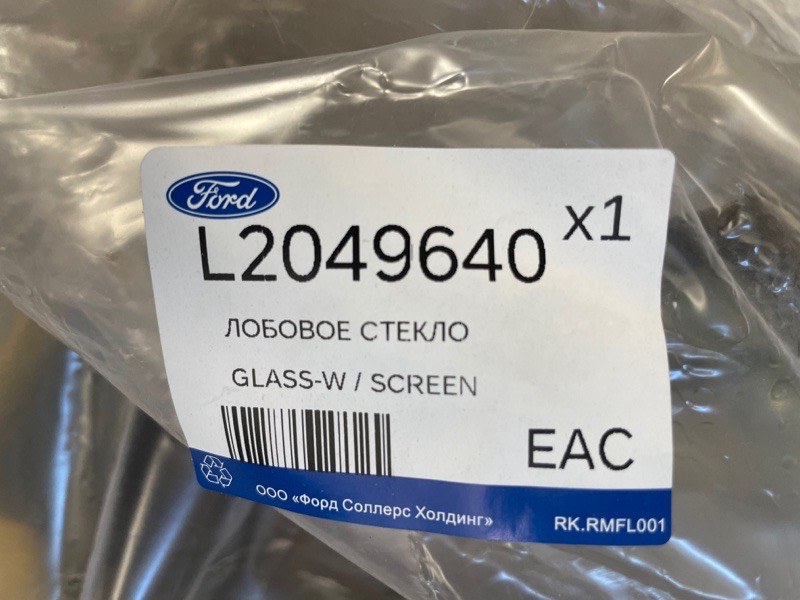 Ford
L2049640 x1
ЛОБОВОЕ СТЕКЛО
GLASS-W / SCREEN
EAC
ООО «Форд Соллерс Холдинг»
RK.RMFL001